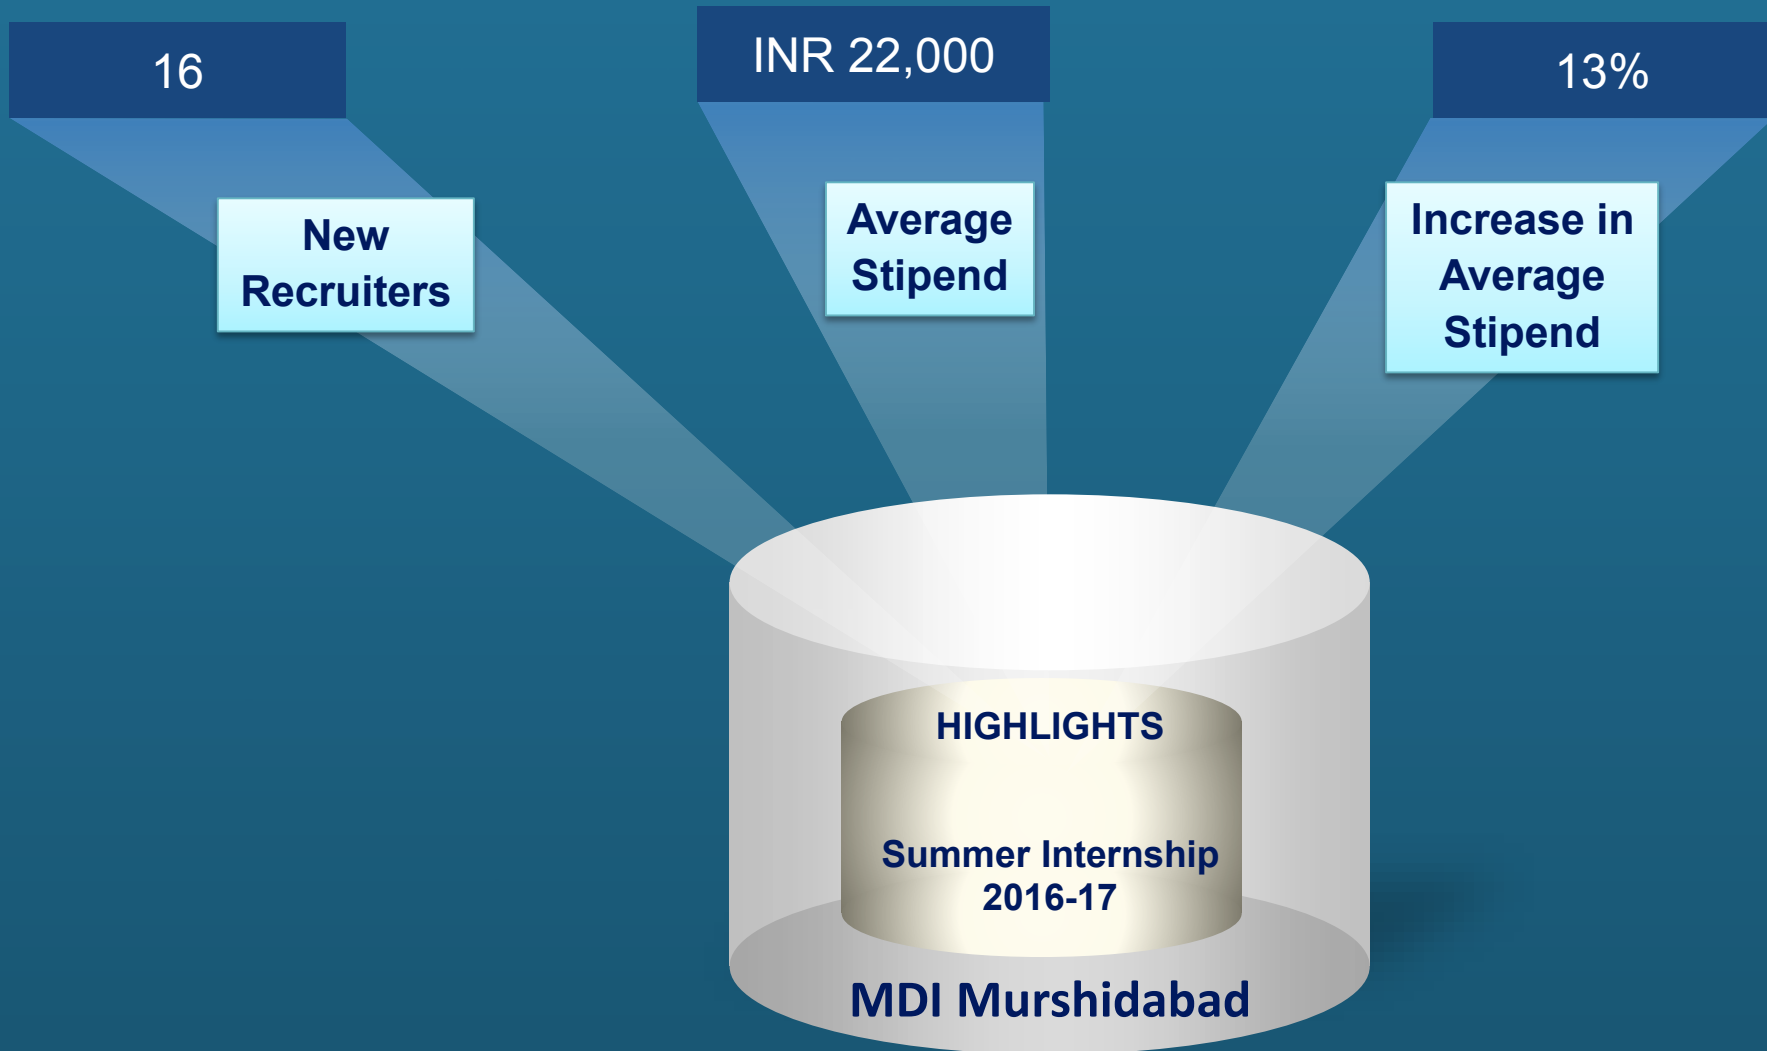 16
INR 22,000
13%
New
Recruiters
Average
Stipend
Increase in
Average
Stipend
HIGHLIGHTS
Summer Internship
2016-17
MDI Murshidabad